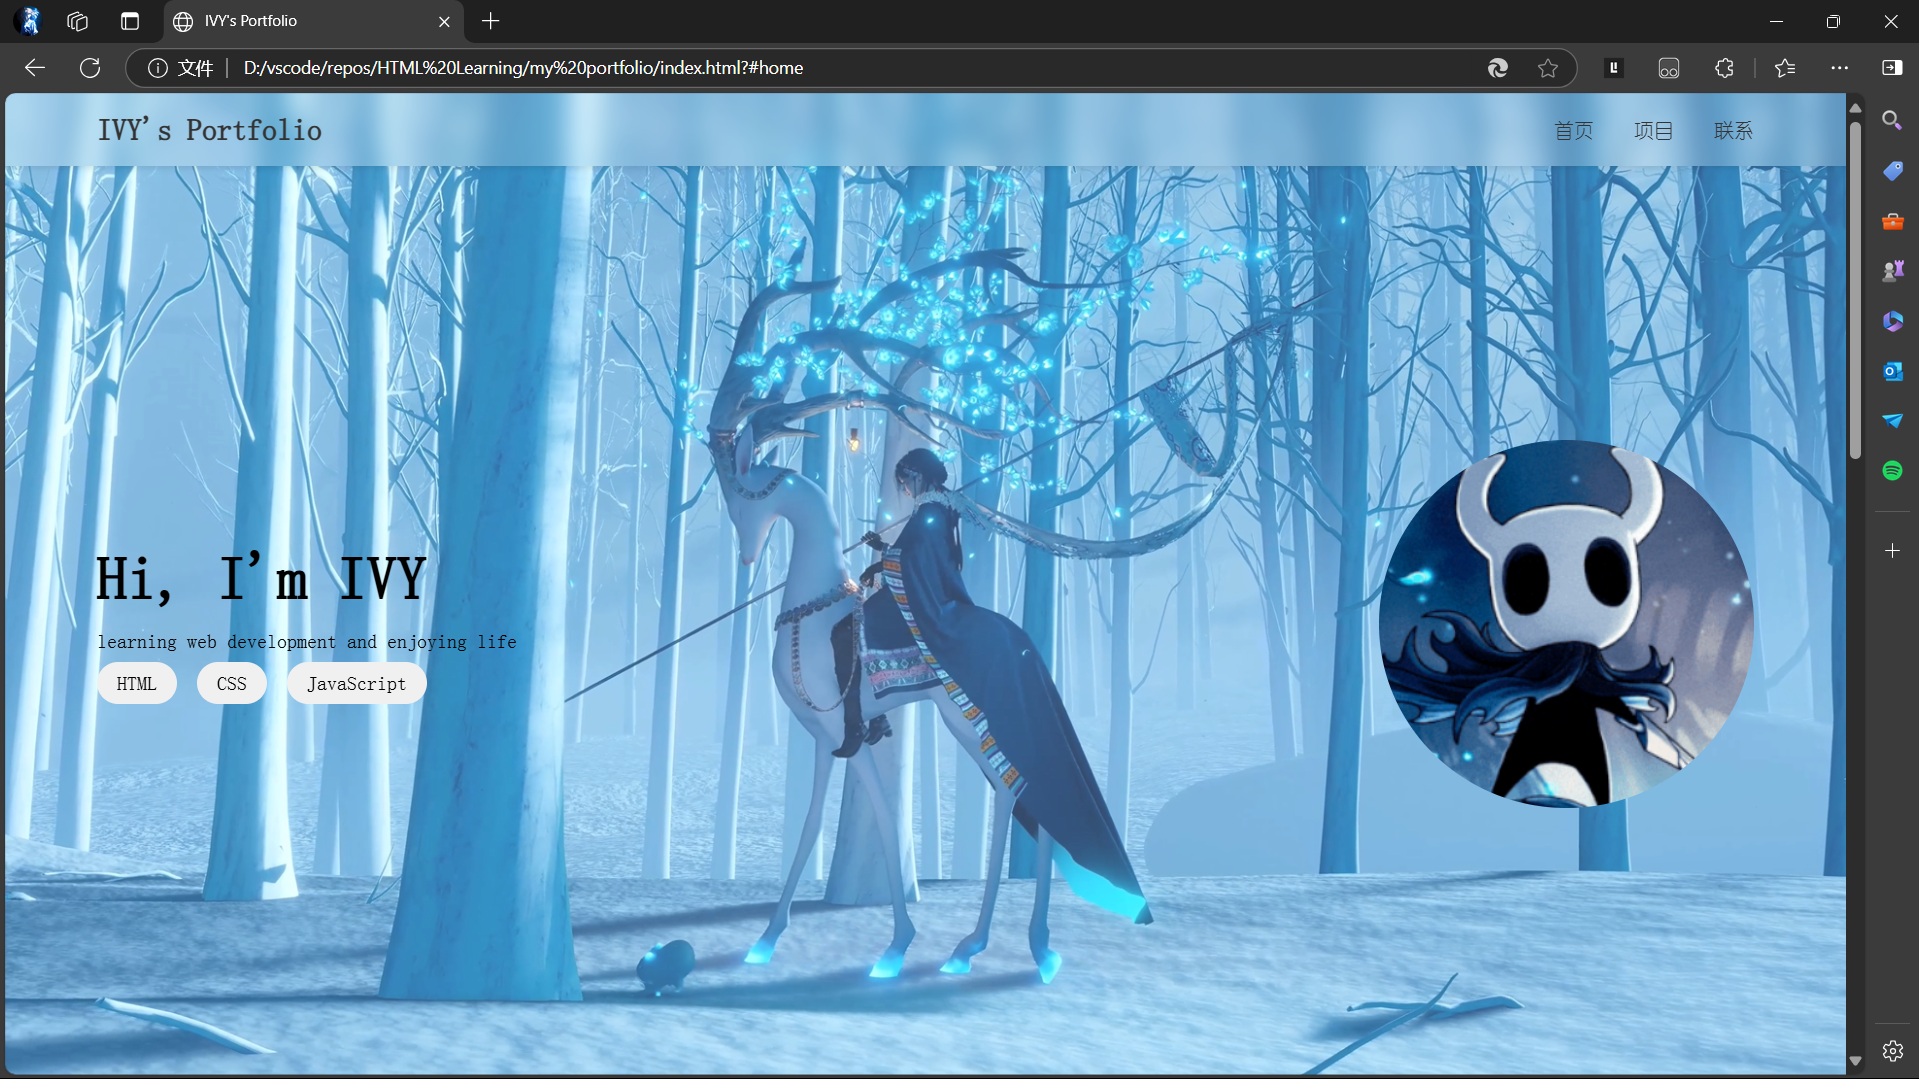 IVY's Portfolio
文件 D:/vscode/repos/HTML%20Learning/my%20portfolio/index.html?#home
IVY's Portfolio
首页 项目 联系
Hi, I'm IVY
learning web development and enjoying life
HTML CSS JavaScript